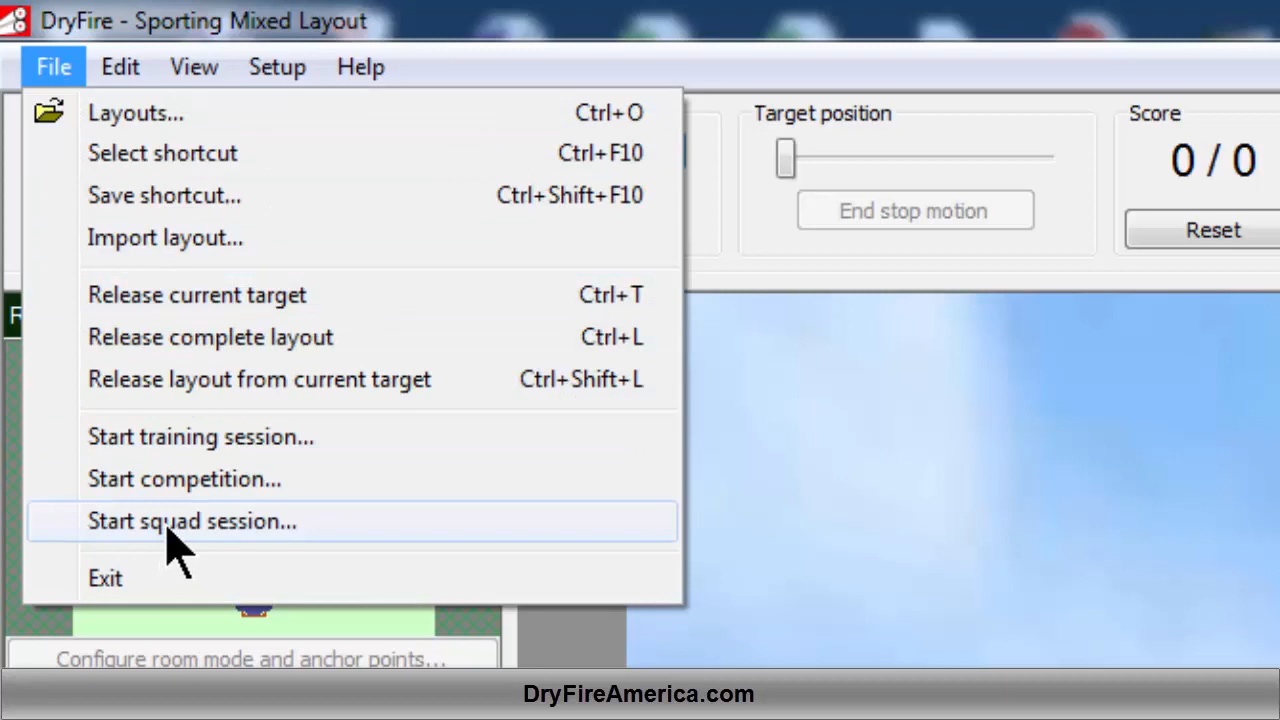 DryFire - Sporting Mixed Layout
File Edit View Setup Help
Layouts... Ctrl+O
Select shortcut Ctrl+F10
Save shortcut... Ctrl+Shift+F10
Import layout...
Release current target Ctrl+T
Release complete layout Ctrl+L
Release layout from current target Ctrl+Shift+L
Start training session...
Start competition...
Start squad session...
Exit
Target position
End stop motion
Score
0 / 0
Reset
Configure room mode and anchor points...
DryFireAmerica.com